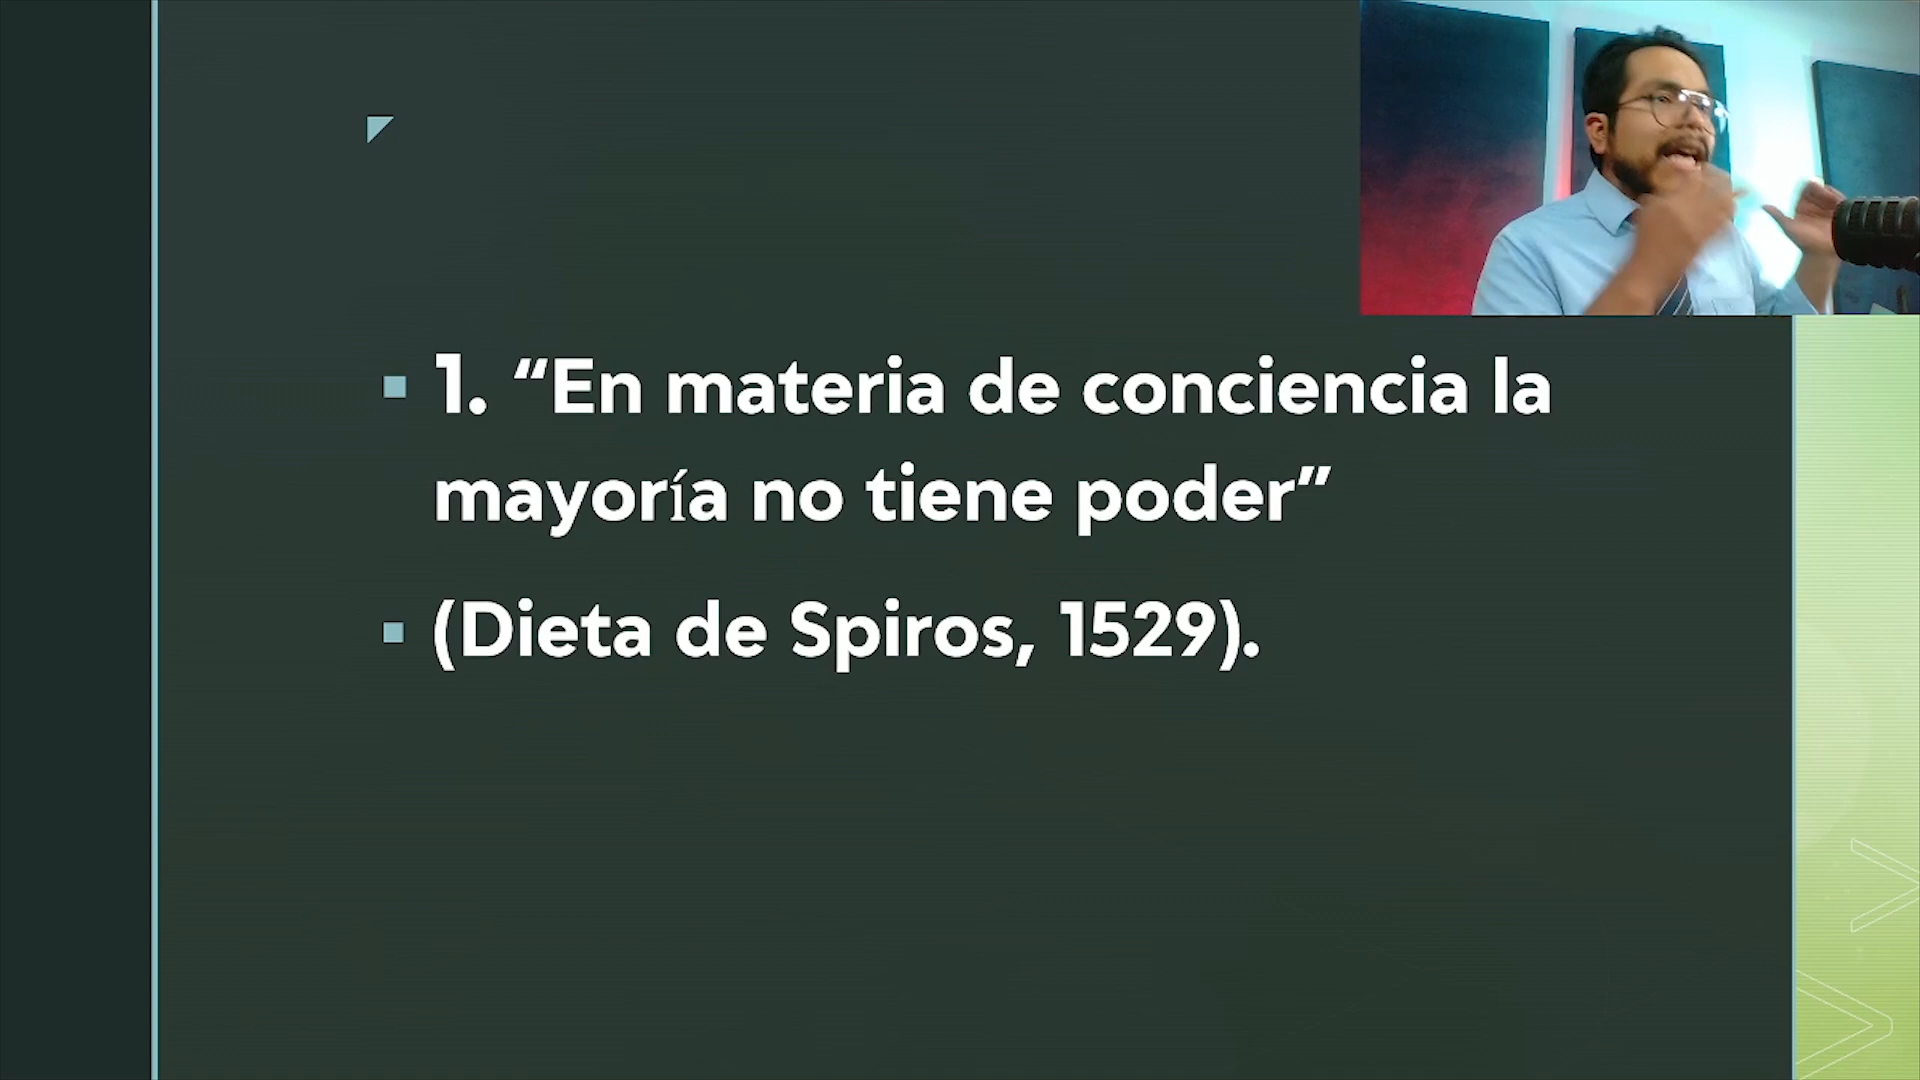 1. “En materia de conciencia la
mayoría no tiene poder”
(Dieta de Spiros, 1529).